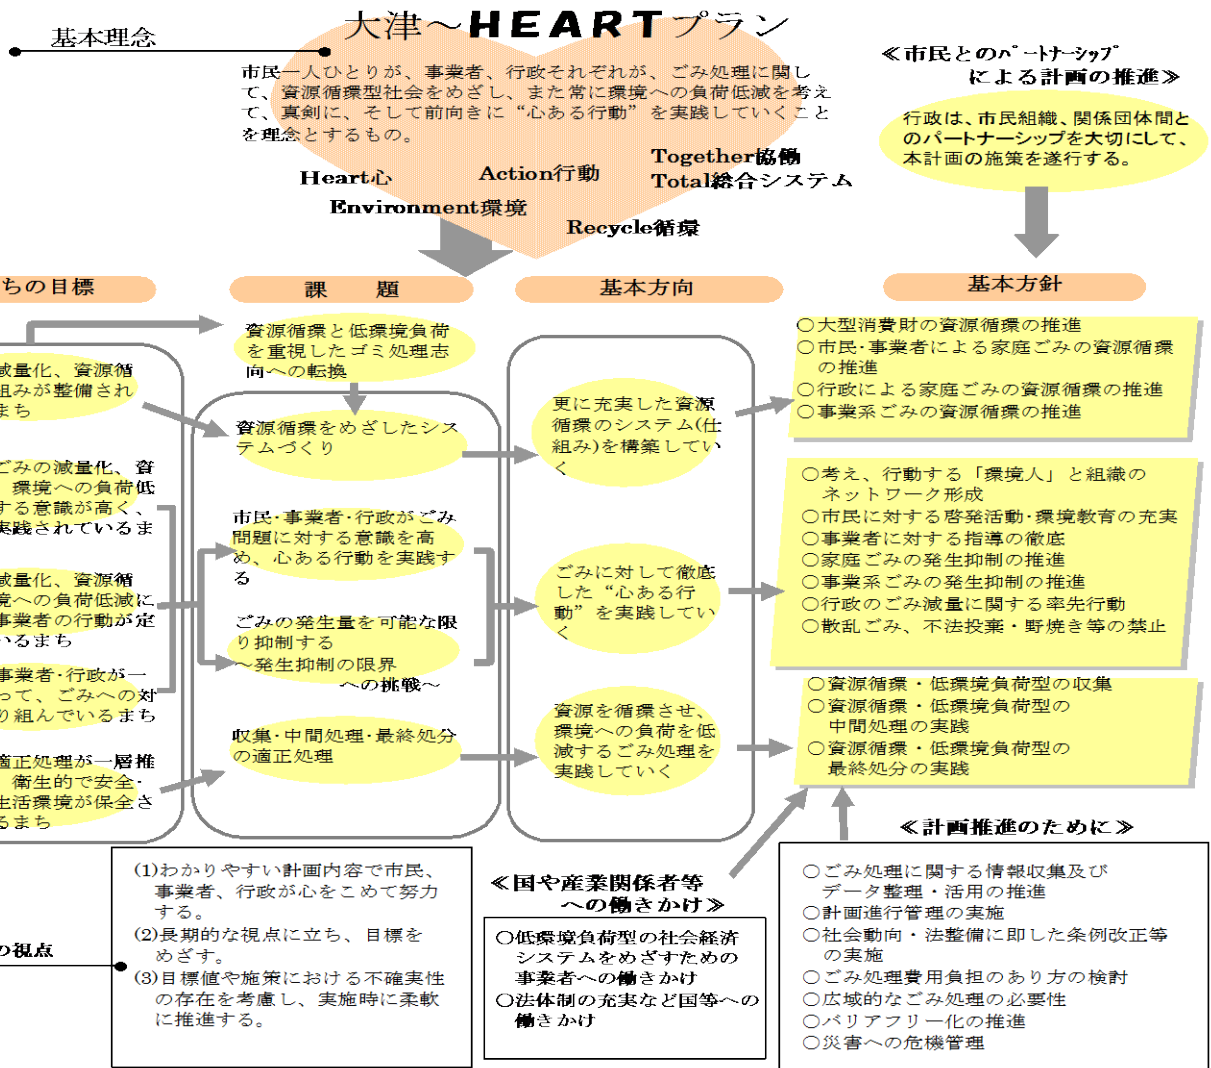 大津～HEARTプラン
基本理念
市民一人ひとりが、事業者、行政それぞれが、ごみ処理に関し
て、資源循環型社会をめざし、また常に環境への負荷低減を考え
て、真剣に、そして前向きに“心ある行動”を実践していくこと
を理念とするもの。
Heart心
Action行動
Together協働
Total総合システム
Environment環境
Recycle循環
≪市民とのパートナーシップ
による計画の推進≫
行政は、市民組織、関係団体間と
のパートナーシップを大切にして、
本計画の施策を遂行する。
ちの目標
減量化、資源循
組みが整備され
まち
ごみの減量化、資
環境への負荷低
する意識が高く、
実践されているま
減量化、資源循
境への負荷低減に
事業者の行動が定
いるまち
事業者・行政が一
って、ごみへの対
り組んでいるまち
適正処理が一層推
衛生的で安全・
生活環境が保全さ
るまち
課　題
資源循環と低環境負荷
を重視したゴミ処理志
向への転換
資源循環をめざしたシス
テムづくり
市民・事業者・行政がごみ
問題に対する意識を高
め、心ある行動を実践す
る
ごみの発生量を可能な限
り抑制する
～発生抑制の限界
への挑戦～
収集・中間処理・最終処分
の適正処理
基本方向
更に充実した資源
循環のシステム(仕
組み)を構築してい
く
ごみに対して徹底
した“心ある行
動”を実践してい
く
資源を循環させ、
環境への負荷を低
減するごみ処理を
実践していく
基本方針
○大型消費財の資源循環の推進
○市民・事業者による家庭ごみの資源循環
の推進
○行政による家庭ごみの資源循環の推進
○事業系ごみの資源循環の推進
○考え、行動する「環境人」と組織の
ネットワーク形成
○市民に対する啓発活動・環境教育の充実
○事業者に対する指導の徹底
○家庭ごみの発生抑制の推進
○事業系ごみの発生抑制の推進
○行政のごみ減量に関する率先行動
○散乱ごみ、不法投棄・野焼き等の禁止
○資源循環・低環境負荷型の収集
○資源循環・低環境負荷型の
中間処理の実践
○資源循環・低環境負荷型の
最終処分の実践
の視点
(1)わかりやすい計画内容で市民、
事業者、行政が心をこめて努力
する。
(2)長期的な視点に立ち、目標を
めざす。
(3)目標値や施策における不確実性
の存在を考慮し、実施時に柔軟
に推進する。
≪国や産業関係者等
への働きかけ≫
○低環境負荷型の社会経済
システムをめざすための
事業者への働きかけ
○法体制の充実など国等への
働きかけ
≪計画推進のために≫
○ごみ処理に関する情報収集及び
データ整理・活用の推進
○計画進行管理の実施
○社会動向・法整備に即した条例改正等
の実施
○ごみ処理費用負担のあり方の検討
○広域的なごみ処理の必要性
○バリアフリー化の推進
○災害への危機管理